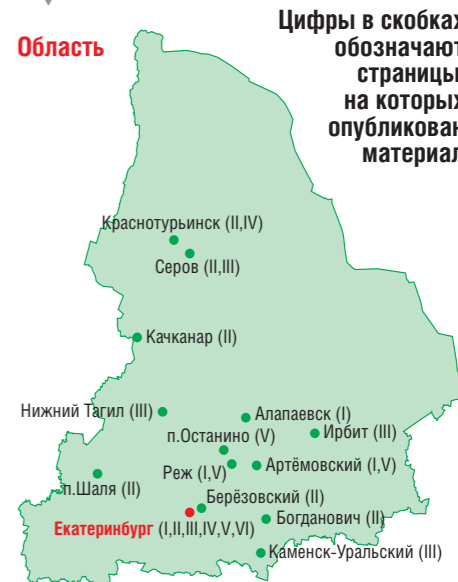 Область
Цифры в скобках
обозначают
страницы
на которых
опубликован
материал
Краснотурьинск (II,IV)
Серов (II,III)
Качканар (II)
Нижний Тагил (III)
Алапаевск (I)
п.Останино (V)
Ирбит (III)
Реж (I,V)
Артёмовский (I,V)
п.Шаля (II)
Берёзовский (II)
Екатеринбург (I,II,III,IV,V,VI)
Богданович (II)
Каменск-Уральский (III)